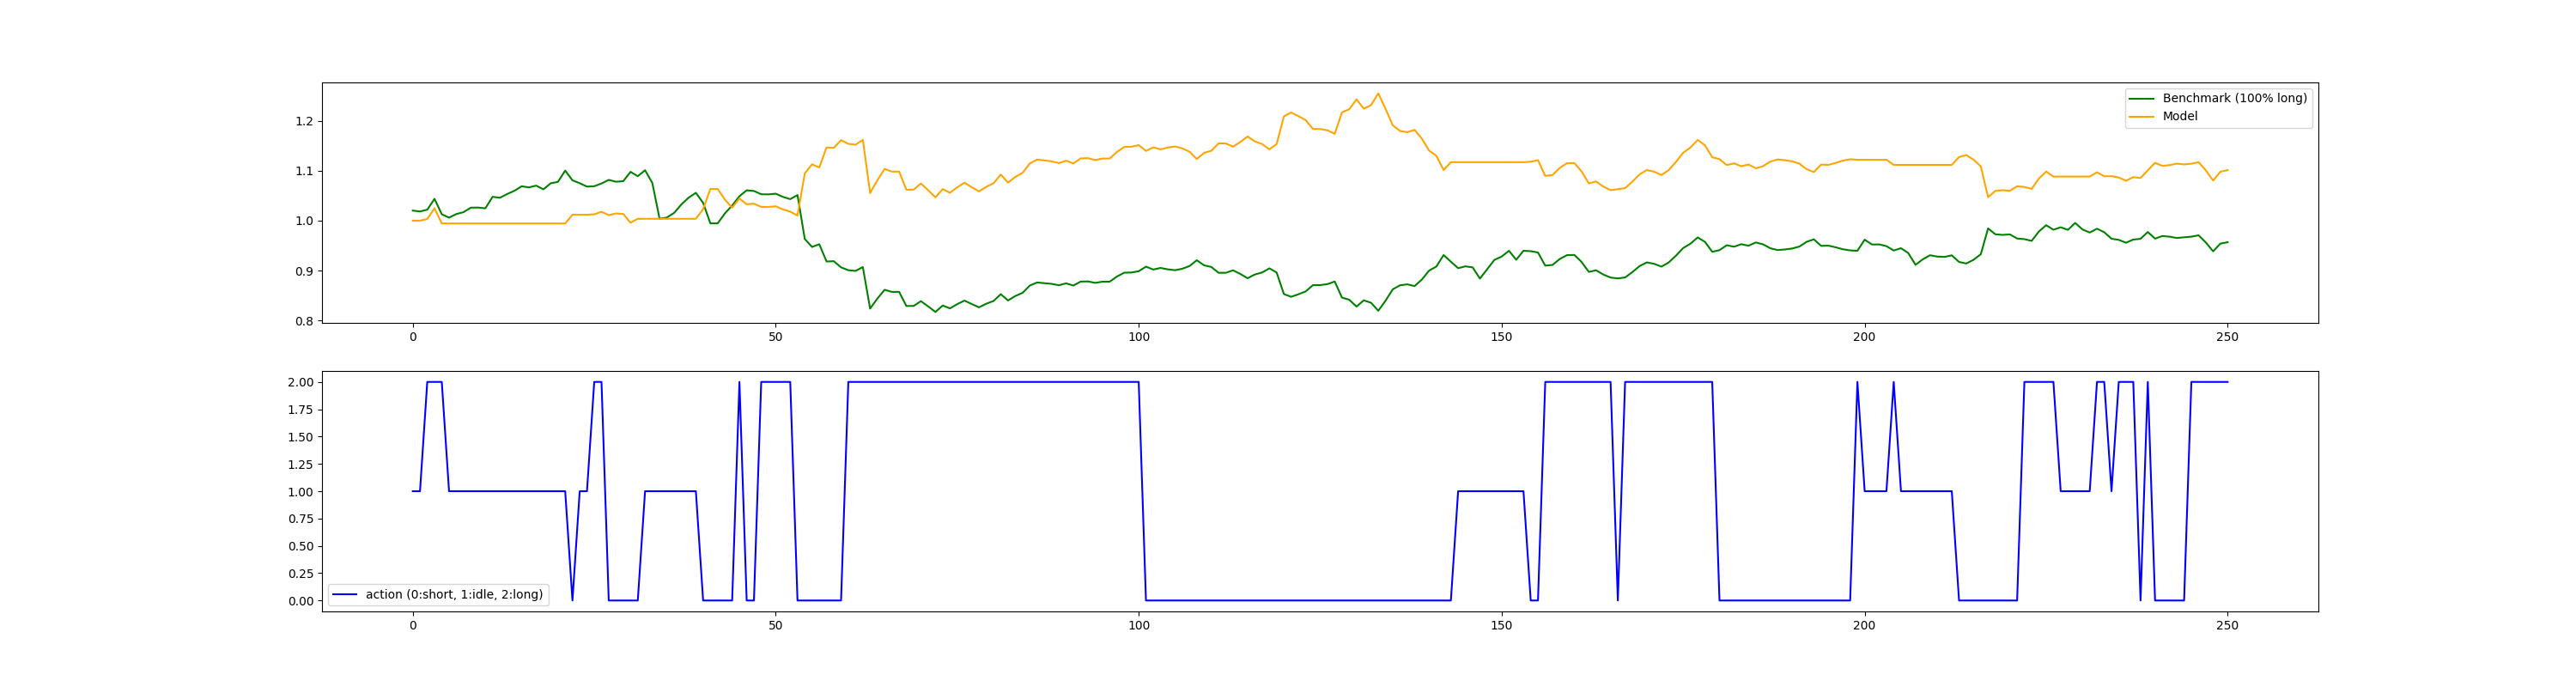 Benchmark (100% long)
Model
1.2
1.1
1.0
0.9
0.8
0 50 100 150 200 250
2.00
1.75
1.50
1.25
1.00
0.75
0.50
0.25
0.00
action (0:short, 1:idle, 2:long)
0 50 100 150 200 250